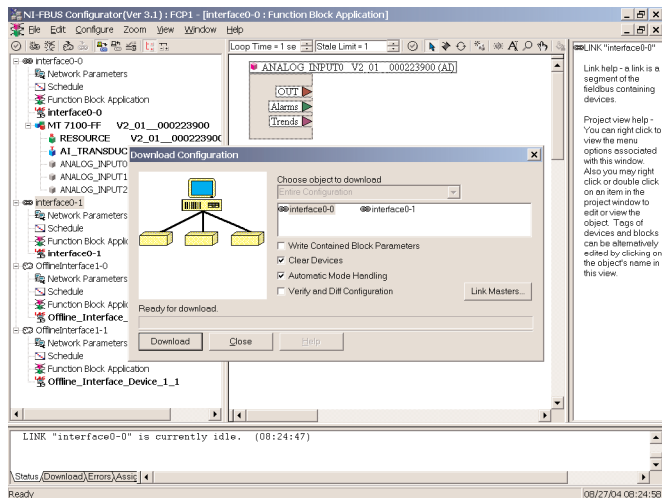 NI-FBUS Configurator(Ver 3.1) : FCP1 - [interface0-0 : Function Block Application]
File Edit Configure Zoom View Window Help
Loop Time = 1 se Stale Limit = 1
LINK "interface0-0"
interface0-0
Network Parameters
Schedule
Function Block Application
interface0-0
MT 7100-FF V2_01__000223900
RESOURCE V2_01__00022390(
AI_TRANSDUC
ANALOG_INPUT0
ANALOG_INPUT1
ANALOG_INPUT2
interface0-1
Network Parameters
Schedule
Function Block Applic
interface0-1
OfflineInterface1-0
Network Parameters
Schedule
Function Block Applic
Offline_Interface_
OfflineInterface1-1
Network Parameters
Schedule
Function Block Application
Offline_Interface_Device_1_1
ANALOG_INPUT0 V2_01__000223900 (AI)
OUT
Alarms
Trends
Download Configuration
Choose object to download
Entire Configuration
interface0-0 interface0-1
Write Contained Block Parameters
Clear Devices
Automatic Mode Handling
Verify and Diff Configuration
Link Masters...
Ready for download.
Download Close Help
Link help - a link is a
segment of the
fieldbus containing
devices.
Project view help -
You can right click to
view the menu
options associated
with this window.
Also you may right
click or double click
on an item in the
project window to
edit or view the
object. Tags of
devices and blocks
can be alternatively
edited by clicking on
the object's name in
this view.
LINK "interface0-0" is currently idle. (08:24:47)
Status Download Errors Assig
Ready
08/27/04 08:24:58